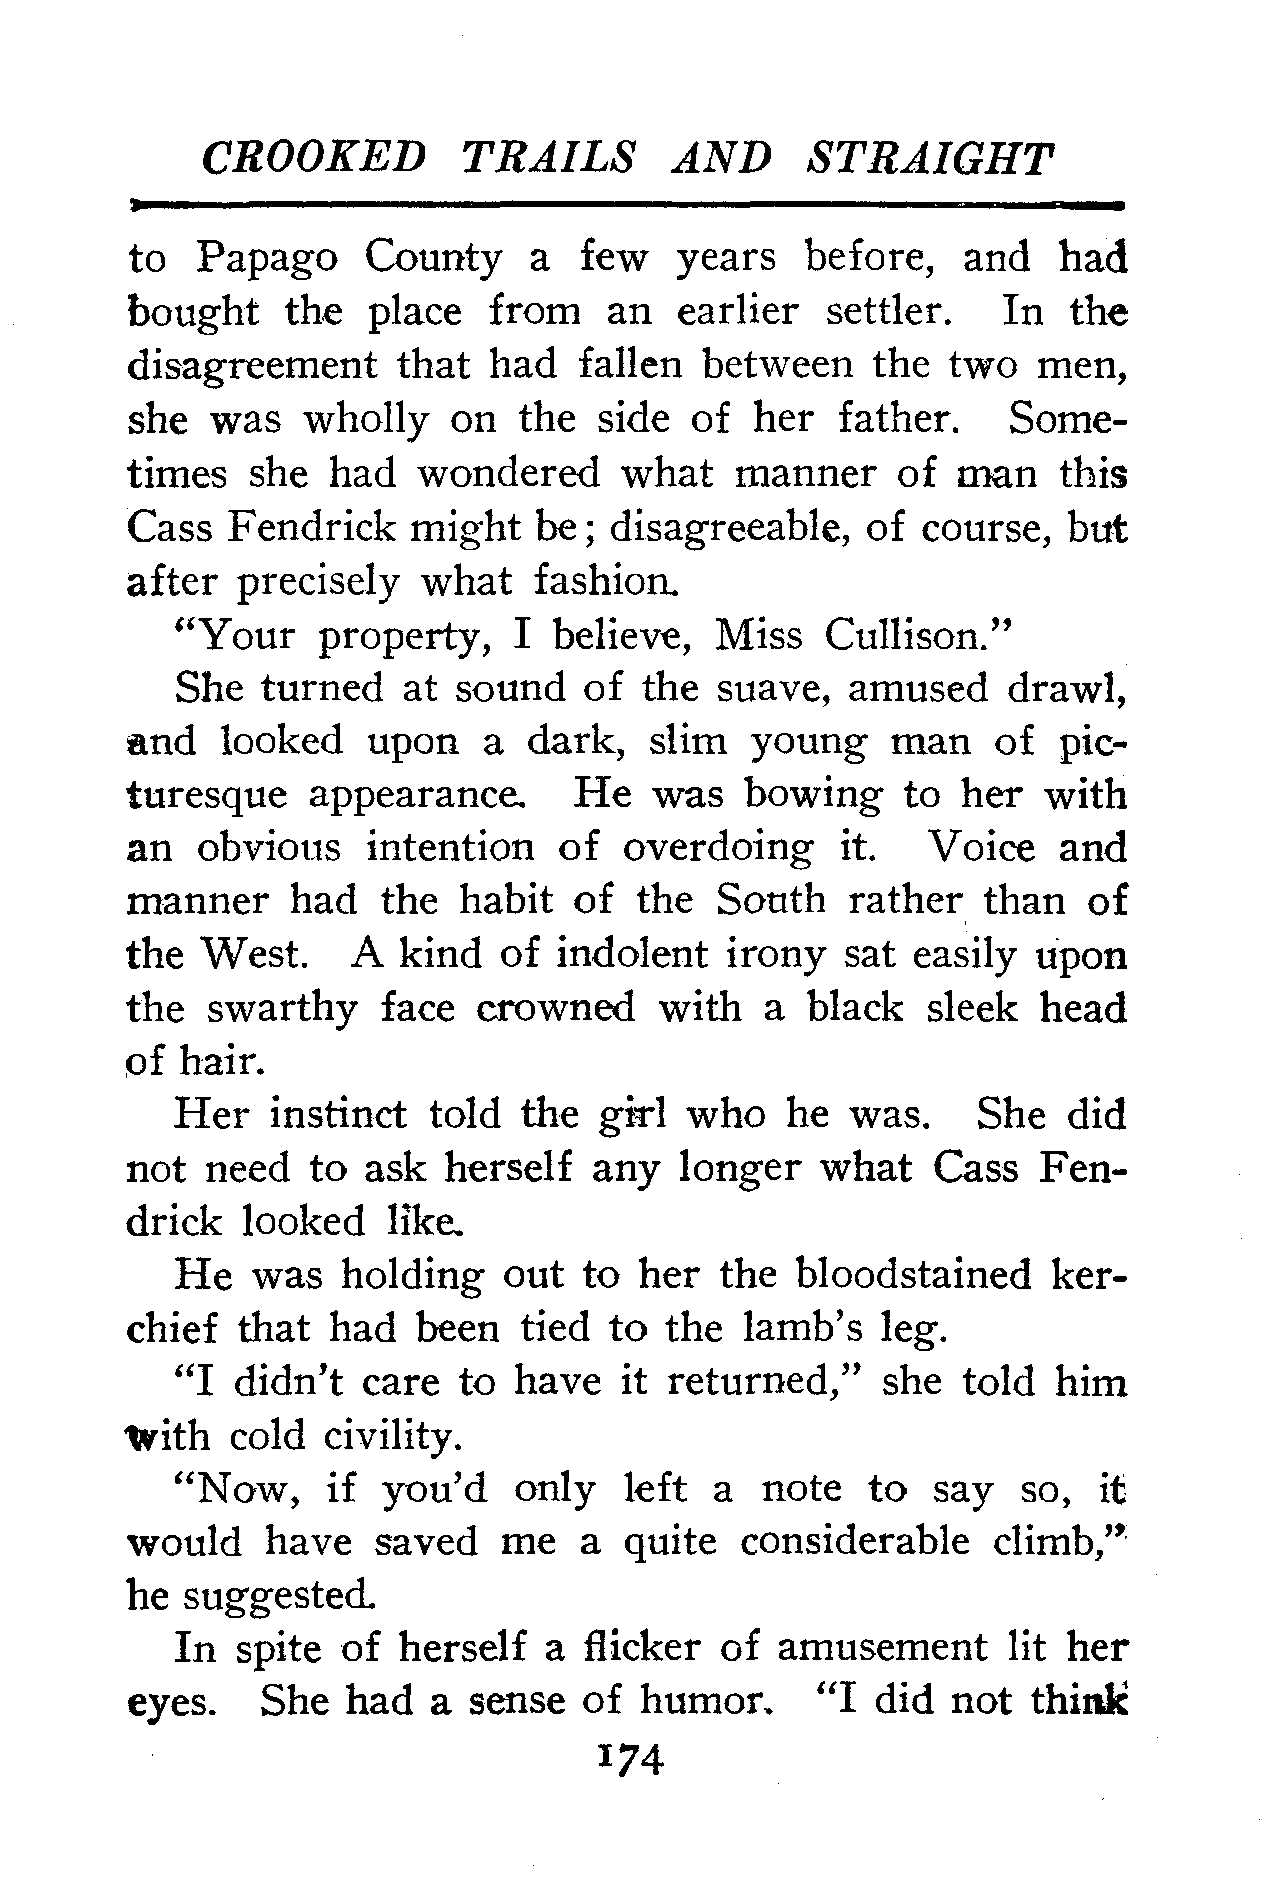 CROOKED TRAILS AND STRAIGHT
to Papago County a few years before, and had
bought the place from an earlier settler. In the
disagreement that had fallen between the two men,
she was wholly on the side of her father. Some-
times she had wondered what manner of man this
Cass Fendrick might be; disagreeable, of course, but
after precisely what fashion.
"Your property, I believe, Miss Cullison."
She turned at sound of the suave, amused drawl,
and looked upon a dark, slim young man of pic-
turesque appearance. He was bowing to her with
an obvious intention of overdoing it. Voice and
manner had the habit of the South rather than of
the West. A kind of indolent irony sat easily upon
the swarthy face crowned with a black sleek head
of hair.
Her instinct told the girl who he was. She did
not need to ask herself any longer what Cass Fen-
drick looked like.
He was holding out to her the bloodstained ker-
chief that had been tied to the lamb's leg.
"I didn't care to have it returned," she told him
with cold civility.
"Now, if you'd only left a note to say so, it
would have saved me a quite considerable climb,"
he suggested.
In spite of herself a flicker of amusement lit her
eyes. She had a sense of humor. "I did not think
174